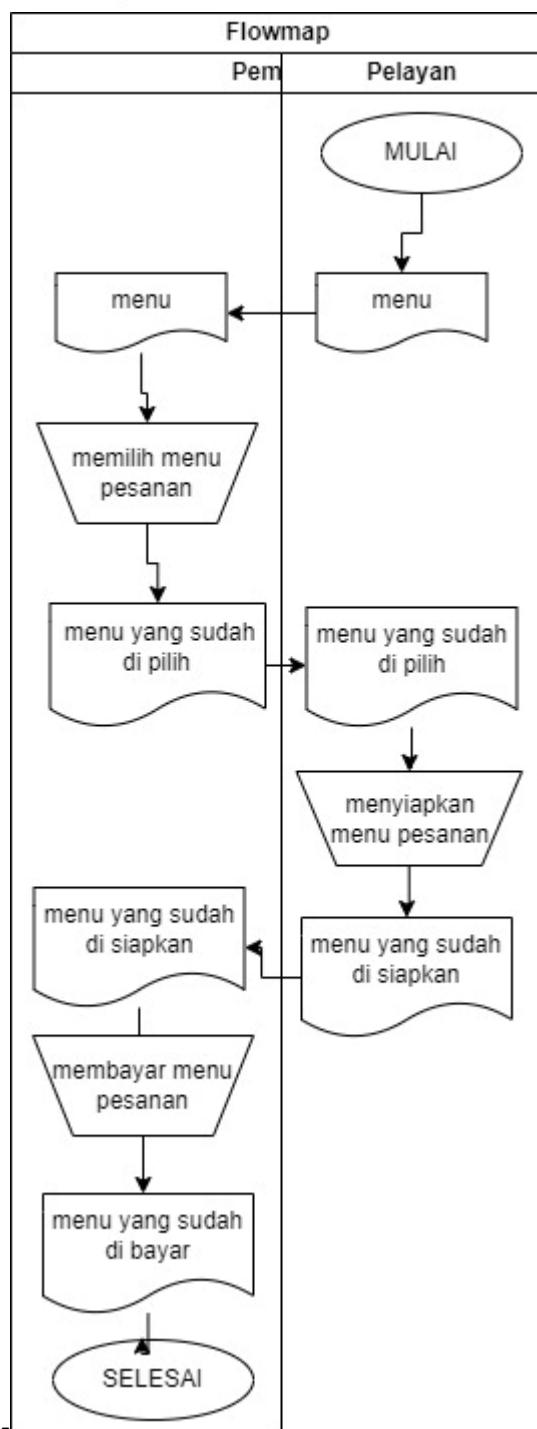 Flowmap
Pem
Pelayan
MULAI
menu
menu
memilih menu
pesanan
menu yang sudah
di pilih
menu yang sudah
di pilih
menyiapkan
menu pesanan
menu yang sudah
di siapkan
menu yang sudah
di siapkan
membayar menu
pesanan
menu yang sudah
di bayar
SELESAI